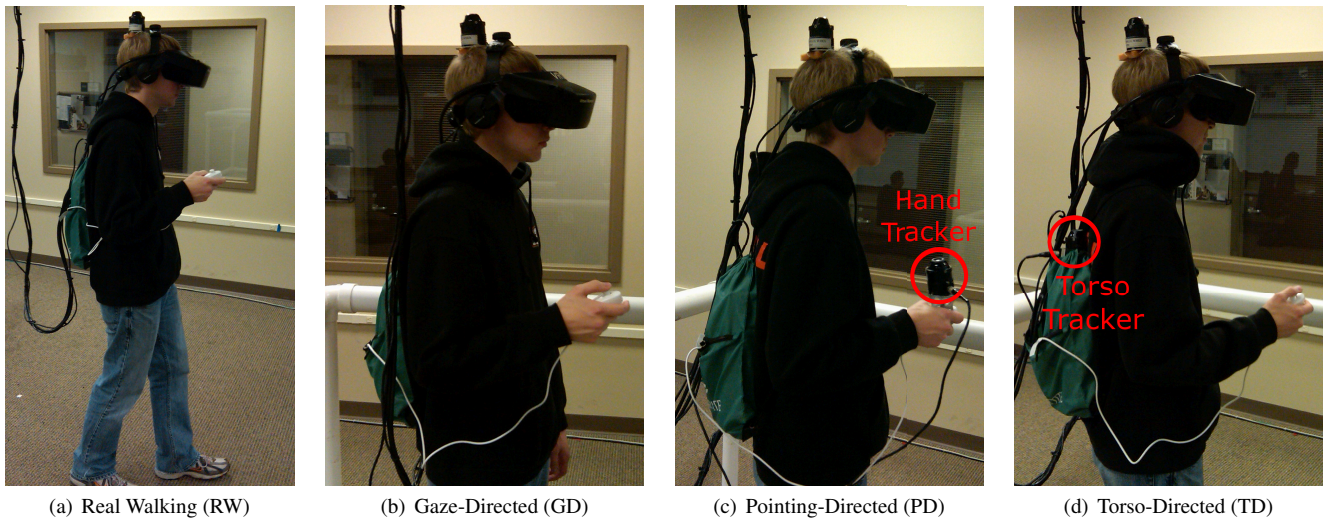 Hand
Tracker
Torso
Tracker
(a) Real Walking (RW)
(b) Gaze-Directed (GD)
(c) Pointing-Directed (PD)
(d) Torso-Directed (TD)